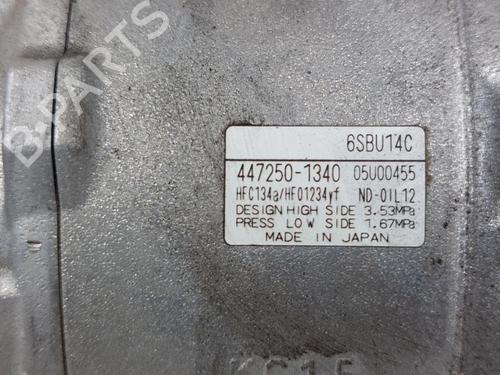 B-PARTS
6SBU14C
447250-1340 05U00455
HFC134a/HFO1234yf ND-OIL12
DESIGN HIGH SIDE 3.53MPa
PRESS LOW SIDE 1.67MPa
MADE IN JAPAN